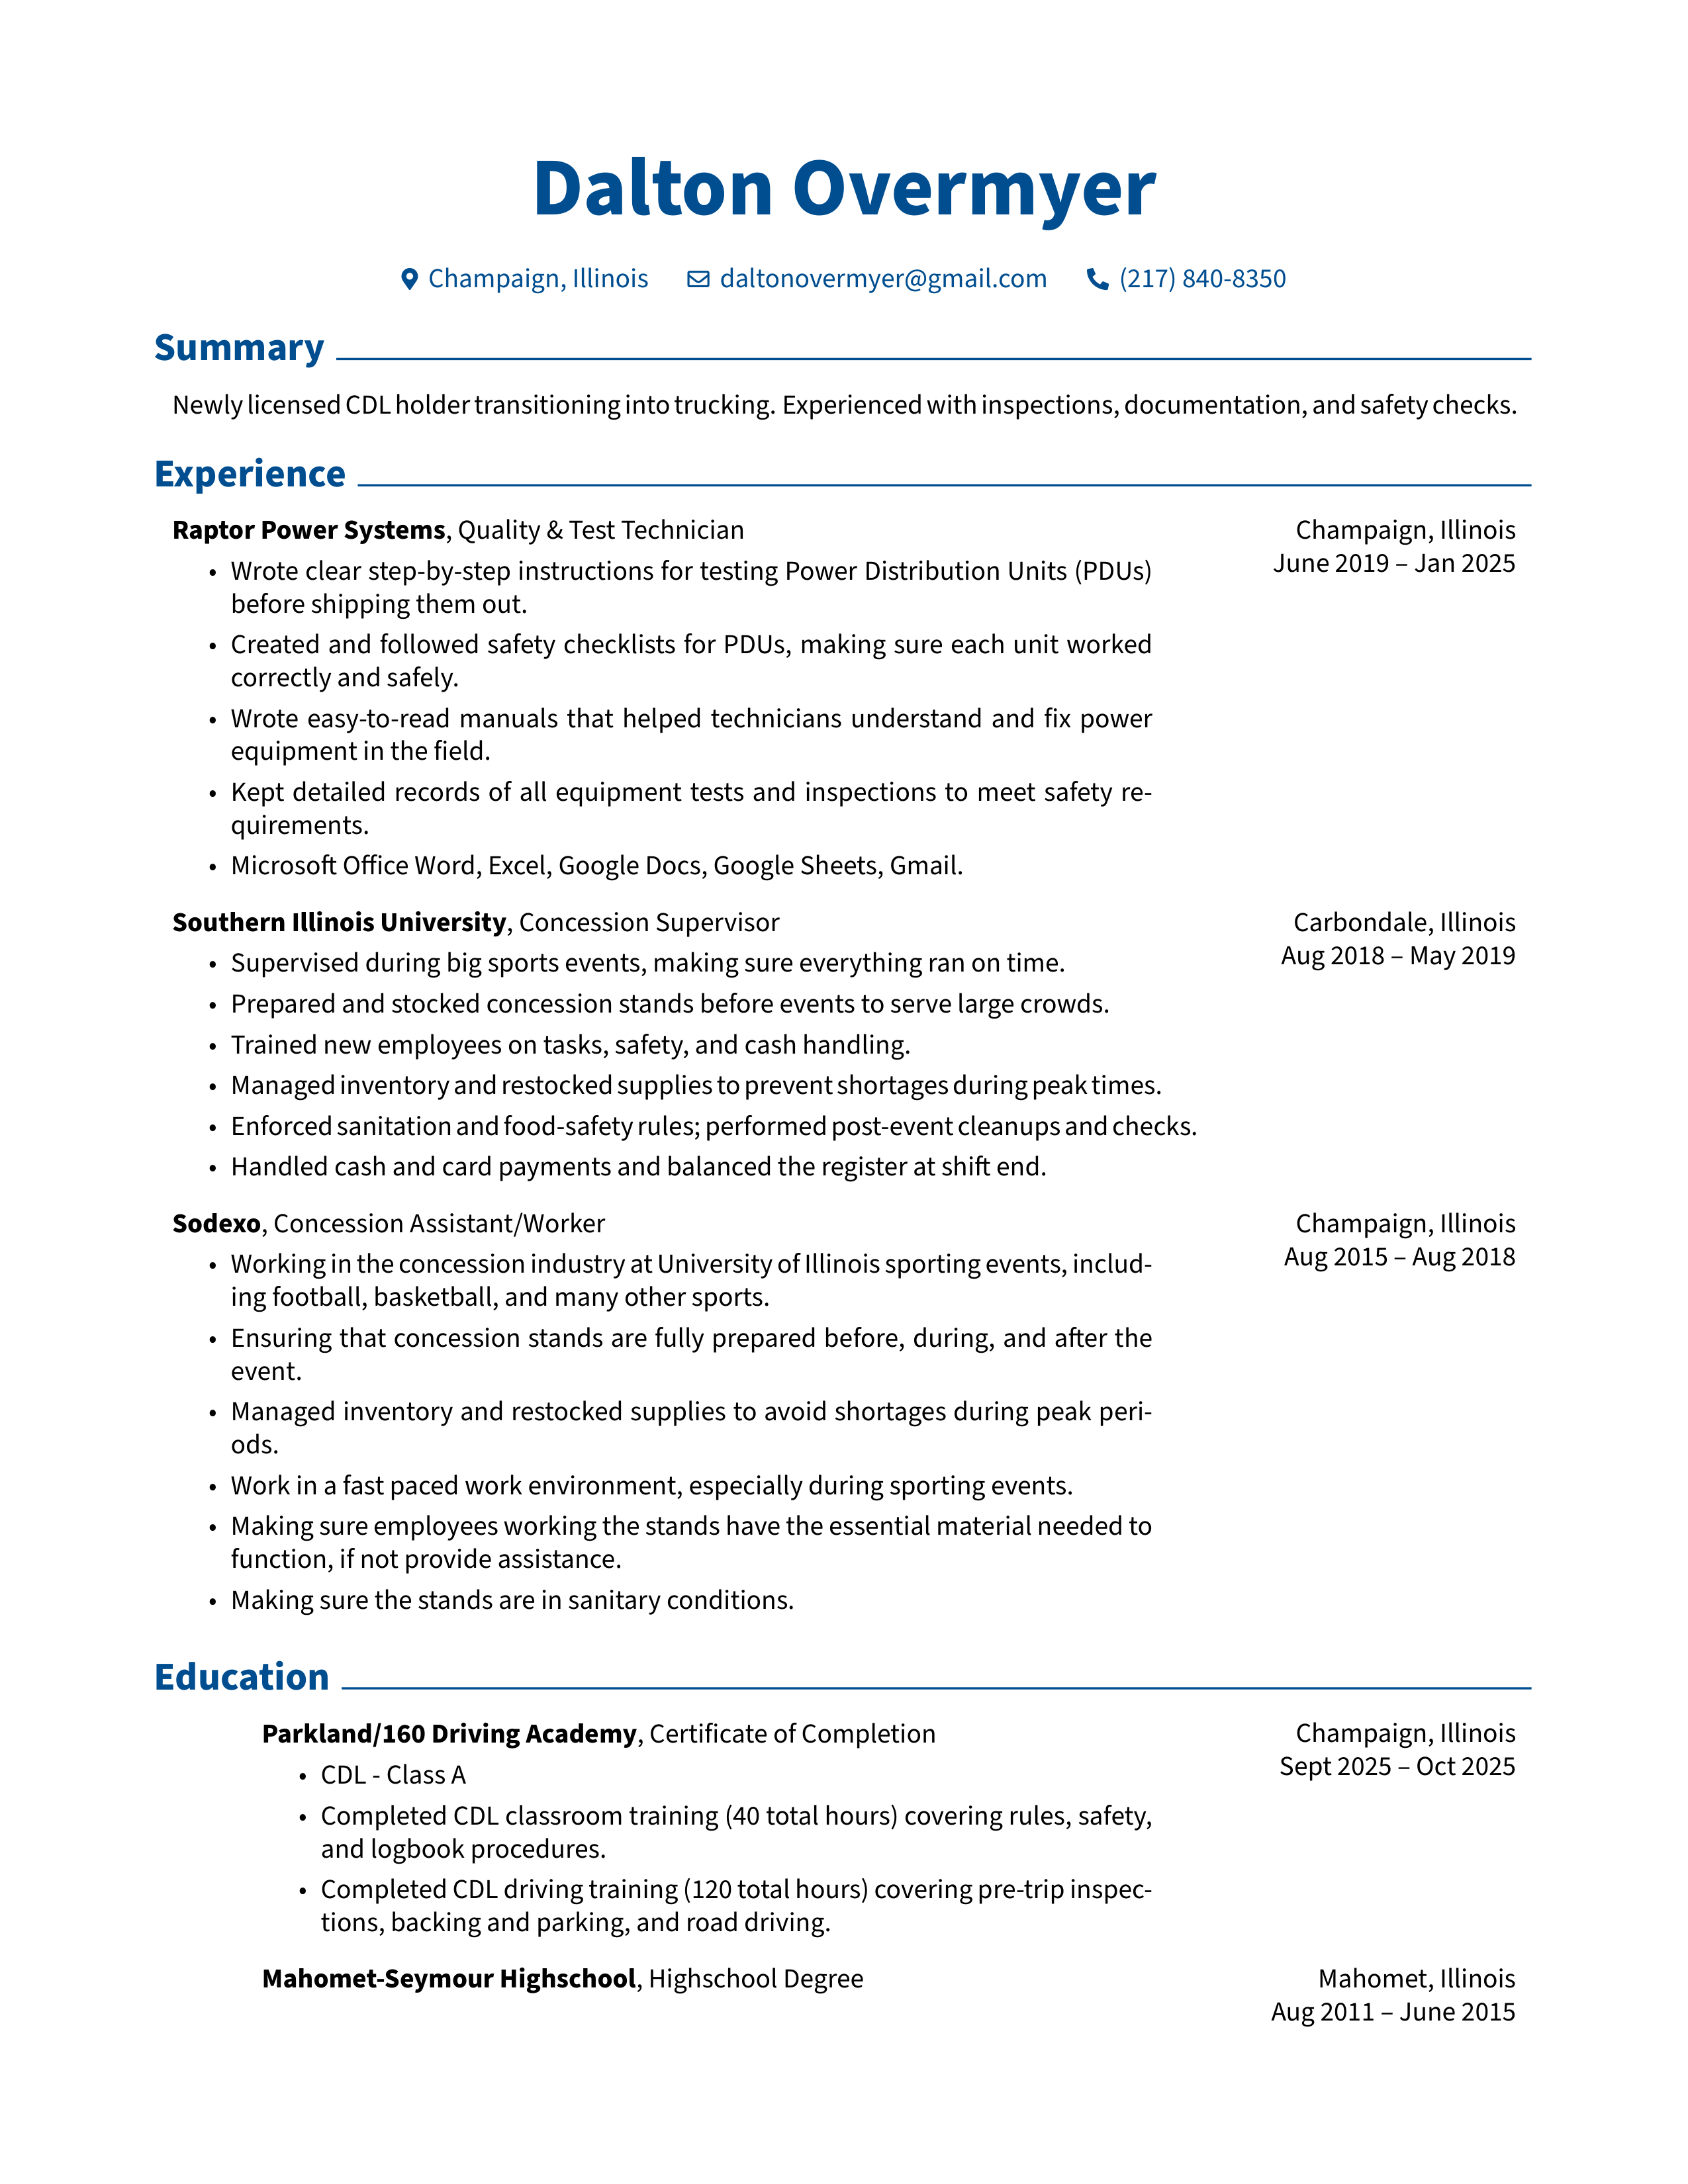 Dalton Overmyer
Champaign, Illinois daltonovermyer@gmail.com (217) 840-8350
Summary
Newly licensed CDL holder transitioning into trucking. Experienced with inspections, documentation, and safety checks.
Experience
Raptor Power Systems, Quality & Test Technician
Champaign, Illinois
June 2019 – Jan 2025
• Wrote clear step-by-step instructions for testing Power Distribution Units (PDUs)
before shipping them out.
• Created and followed safety checklists for PDUs, making sure each unit worked
correctly and safely.
• Wrote easy-to-read manuals that helped technicians understand and fix power
equipment in the field.
• Kept detailed records of all equipment tests and inspections to meet safety re-
quirements.
• Microsoft Office Word, Excel, Google Docs, Google Sheets, Gmail.
Southern Illinois University, Concession Supervisor
Carbondale, Illinois
Aug 2018 – May 2019
• Supervised during big sports events, making sure everything ran on time.
• Prepared and stocked concession stands before events to serve large crowds.
• Trained new employees on tasks, safety, and cash handling.
• Managed inventory and restocked supplies to prevent shortages during peak times.
• Enforced sanitation and food-safety rules; performed post-event cleanups and checks.
• Handled cash and card payments and balanced the register at shift end.
Sodexo, Concession Assistant/Worker
Champaign, Illinois
Aug 2015 – Aug 2018
• Working in the concession industry at University of Illinois sporting events, includ-
ing football, basketball, and many other sports.
• Ensuring that concession stands are fully prepared before, during, and after the
event.
• Managed inventory and restocked supplies to avoid shortages during peak peri-
ods.
• Work in a fast paced work environment, especially during sporting events.
• Making sure employees working the stands have the essential material needed to
function, if not provide assistance.
• Making sure the stands are in sanitary conditions.
Education
Parkland/160 Driving Academy, Certificate of Completion
Champaign, Illinois
Sept 2025 – Oct 2025
• CDL - Class A
• Completed CDL classroom training (40 total hours) covering rules, safety,
and logbook procedures.
• Completed CDL driving training (120 total hours) covering pre-trip inspec-
tions, backing and parking, and road driving.
Mahomet-Seymour Highschool, Highschool Degree
Mahomet, Illinois
Aug 2011 – June 2015